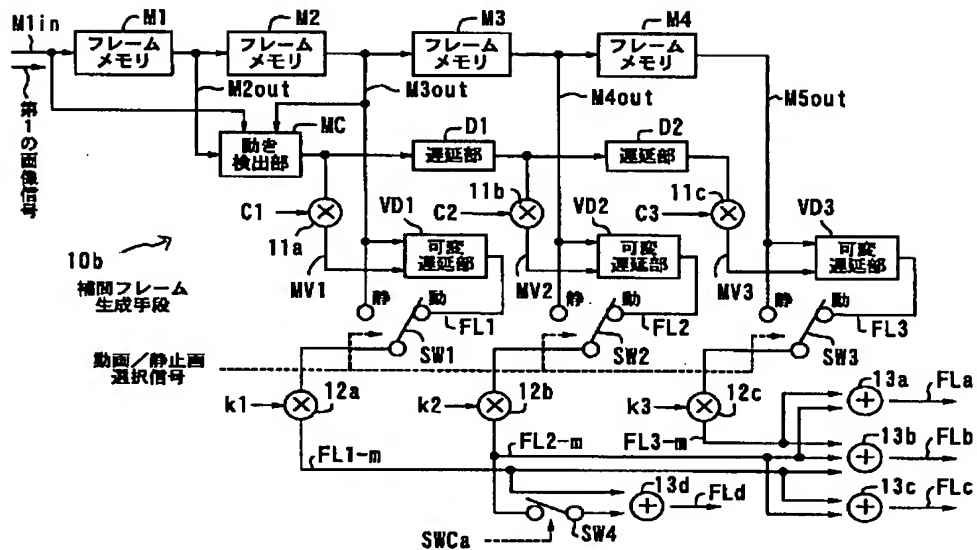 M1in
M1
フレーム
メモリ
M2
フレーム
メモリ
M3
フレーム
メモリ
M4
フレーム
メモリ
第1の画像信号
M2out
M3out
M4out
M5out
MC
動き
検出部
D1
遅延部
D2
遅延部
C1
11a
C2
11b
C3
11c
VD1
可変
遅延部
VD2
可変
遅延部
VD3
可変
遅延部
10b
補間フレーム
生成手段
MV1
静
動
FL1
MV2
静
動
FL2
MV3
静
動
FL3
SW1
SW2
SW3
動画/静止画
選択信号
k1
12a
k2
12b
k3
12c
13a
FLa
FL1-m
FL2-m
FL3-m
13b
FLb
13c
FLc
13d
FLd
SWCa
SW4